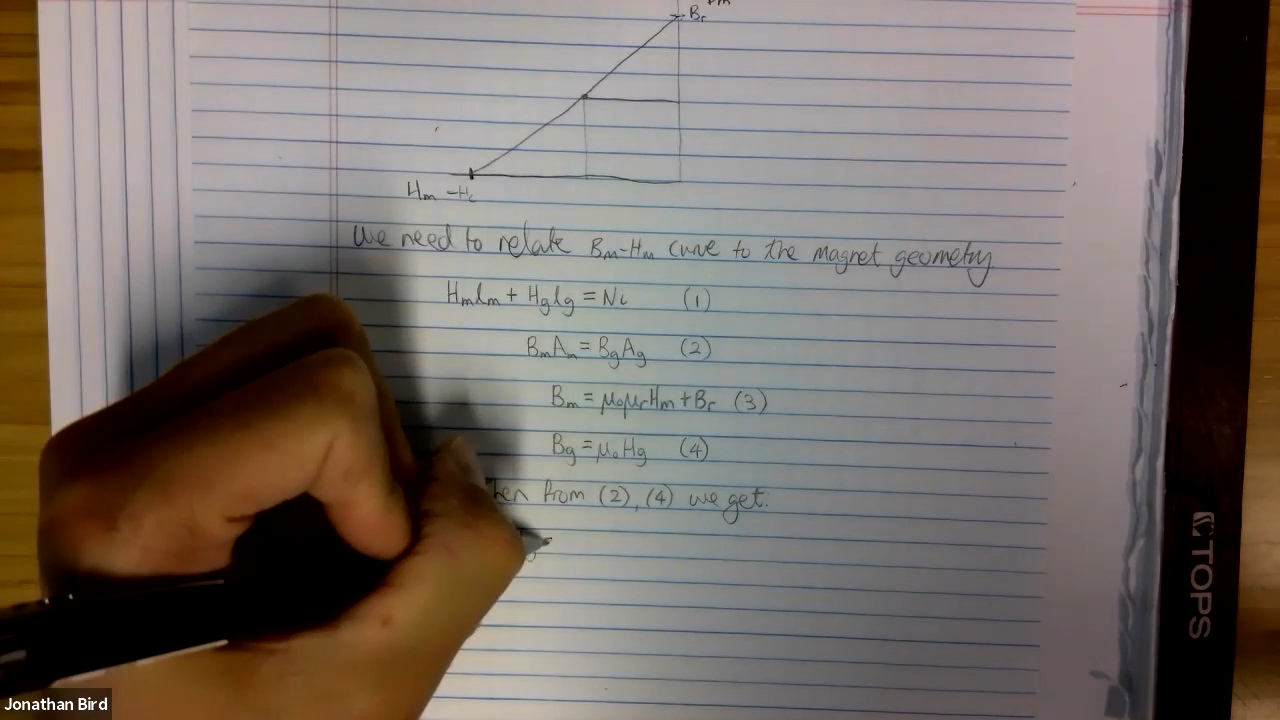 Br
Hm -Hc
We need to relate Bm-Hm curve to the magnet geometry
Hmlm + Hglg = Ni (1)
BmAm = BgAg (2)
Bm = μ0μrHm + Br (3)
Bg = μ0Hg (4)
hen from (2), (4) we get:
TOPS
Jonathan Bird